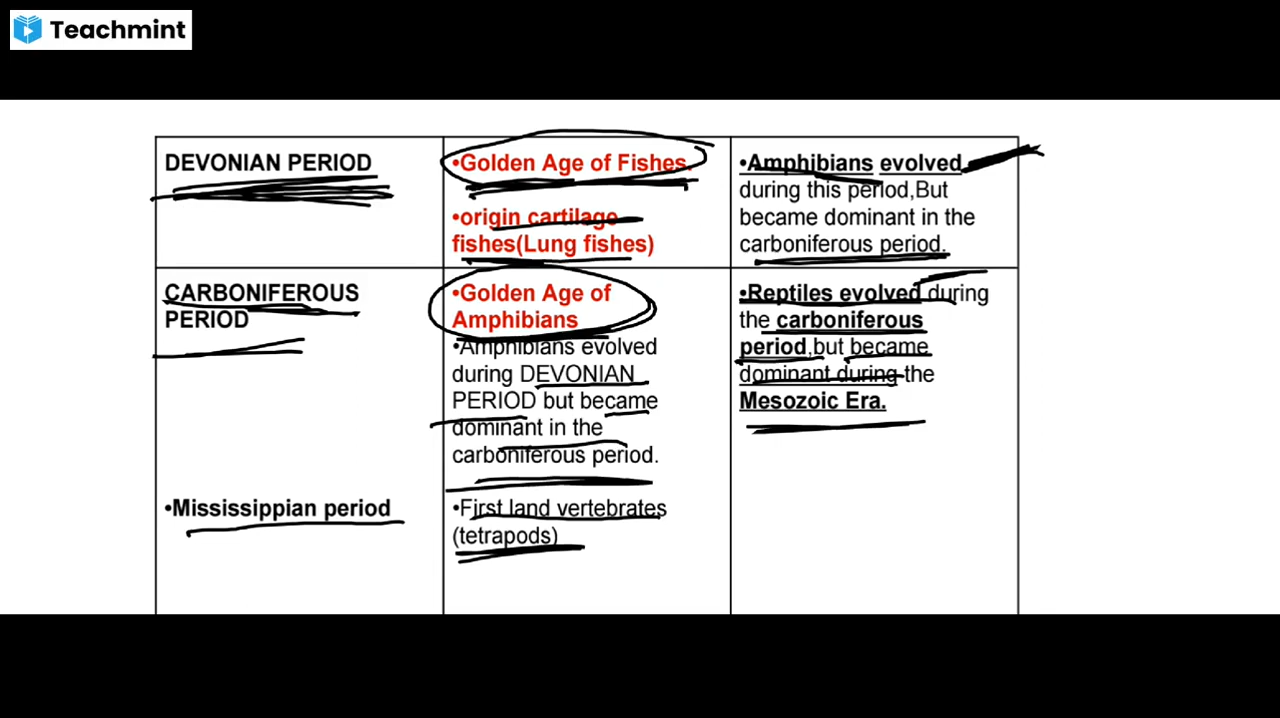 Teachmint
DEVONIAN PERIOD
•Golden Age of Fishes.
•origin cartilage
fishes(Lung fishes)
•Amphibians evolved
during this period,But
became dominant in the
carboniferous period.
CARBONIFEROUS
PERIOD
•Golden Age of
Amphibians
•Amphibians evolved
during DEVONIAN
PERIOD but became
dominant in the
carboniferous period.
•Reptiles evolved during
the carboniferous
period,but became
dominant during the
Mesozoic Era.
•Mississippian period
•First land vertebrates
(tetrapods)